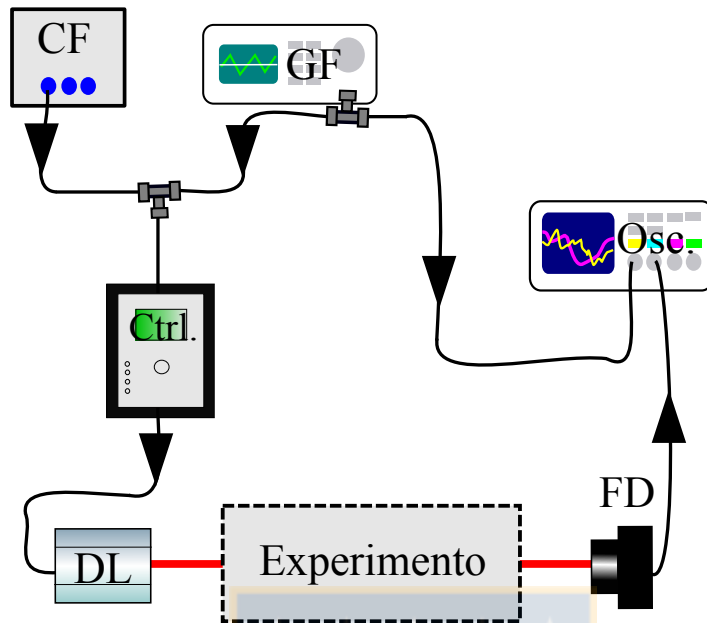 CF
GF
Osc.
Ctrl.
FD
DL
Experimento